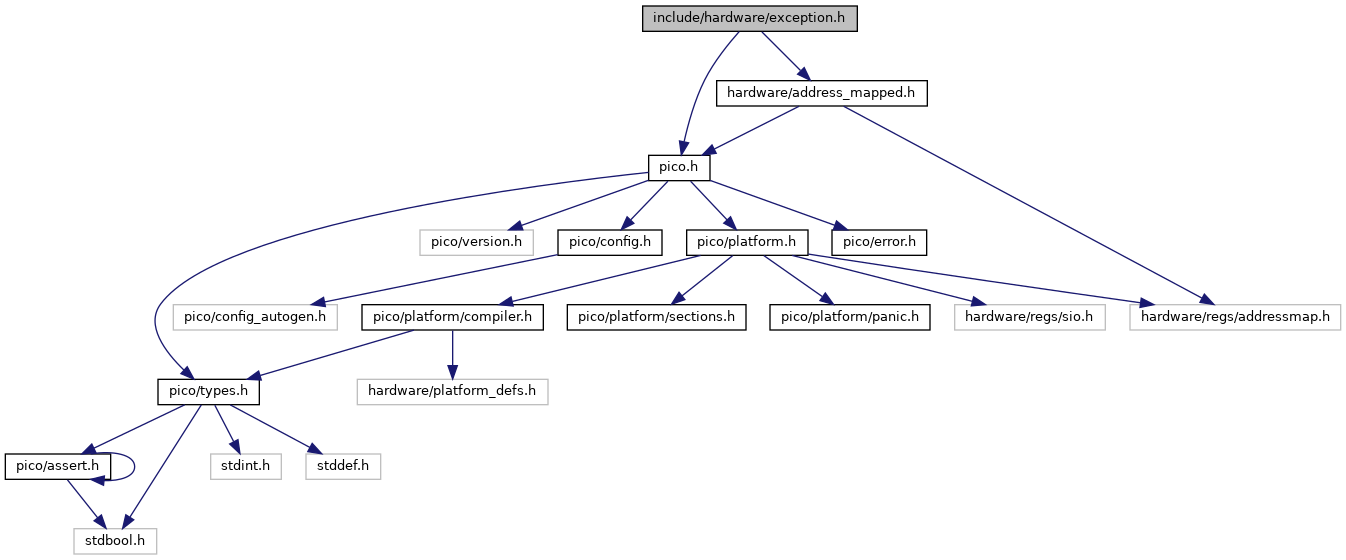 include/hardware/exception.h
hardware/address_mapped.h
pico.h
pico/version.h
pico/config.h
pico/platform.h
pico/error.h
pico/config_autogen.h
pico/platform/compiler.h
pico/platform/sections.h
pico/platform/panic.h
hardware/regs/sio.h
hardware/regs/addressmap.h
pico/types.h
hardware/platform_defs.h
pico/assert.h
stdint.h
stddef.h
stdbool.h